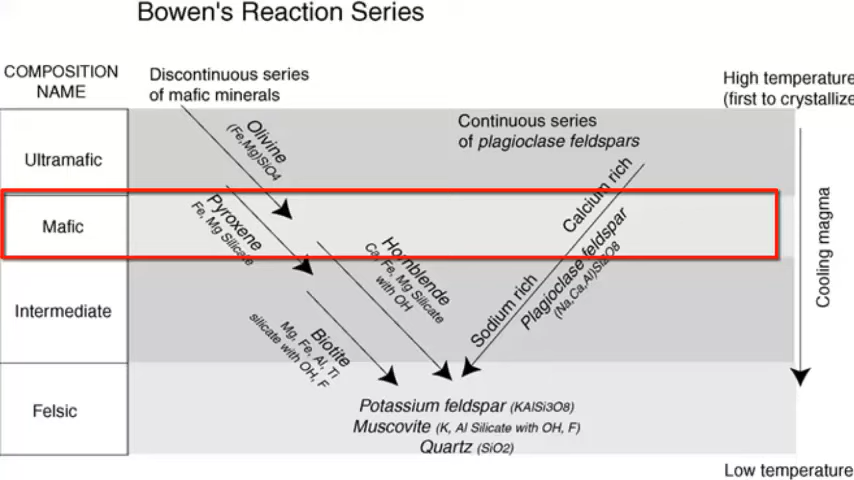 Bowen's Reaction Series
COMPOSITION
NAME
Discontinuous series
of mafic minerals
High temperature
(first to crystallize
Continuous series
of plagioclase feldspars
Ultramafic
Olivine
(Fe,Mg)SiO4
Calcium rich
Mafic
Pyroxene
Fe, Mg Silicate
Hornblende
Ca, Fe, Mg Silicate
with OH
Plagioclase feldspar
(Na,Ca,Al)Si2O8
Sodium rich
Cooling magma
Intermediate
Biotite
Mg, Fe, Al, Ti
silicate with OH, F
Felsic
Potassium feldspar (KAlSi3O8)
Muscovite (K, Al Silicate with OH, F)
Quartz (SiO2)
Low temperature